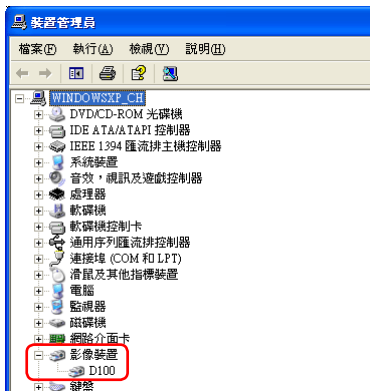 裝置管理員
檔案(F) 執行(A) 檢視(V) 說明(H)
WINDOWSXP_CH
DVD/CD-ROM 光碟機
IDE ATA/ATAPI 控制器
IEEE 1394 匯流排主機控制器
系統裝置
音效，視訊及遊戲控制器
處理器
軟碟機
軟碟機控制卡
通用序列匯流排控制器
連接埠 (COM 和 LPT)
滑鼠及其他指標裝置
電腦
監視器
磁碟機
網路介面卡
影像裝置
D100
鍵盤